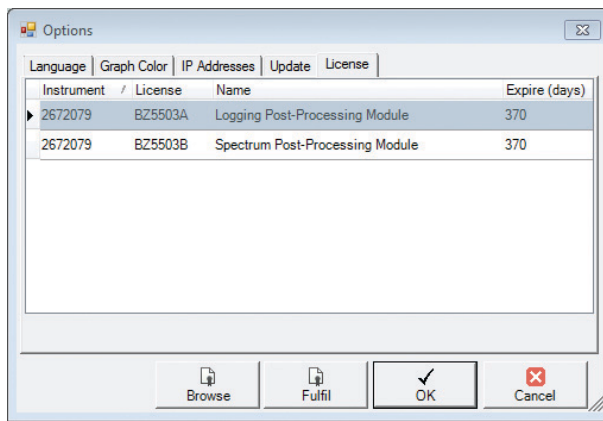 Options
Language Graph Color IP Addresses Update License
Instrument / License Name Expire (days)
2672079 BZ5503A Logging Post-Processing Module 370
2672079 BZ5503B Spectrum Post-Processing Module 370
Browse Fulfil OK Cancel